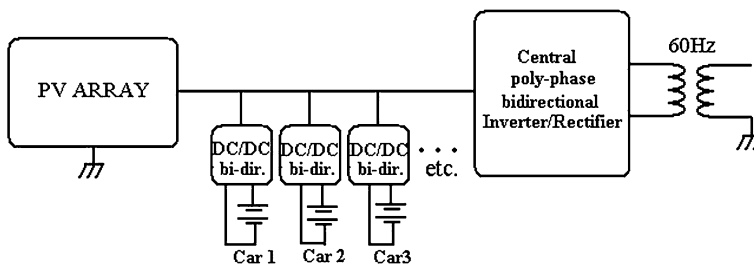 PV ARRAY
Central
poly-phase
bidirectional
Inverter/Rectifier
60Hz
DC/DC
bi-dir.
DC/DC
bi-dir.
DC/DC
bi-dir.
. . .
etc.
Car 1
Car 2
Car3